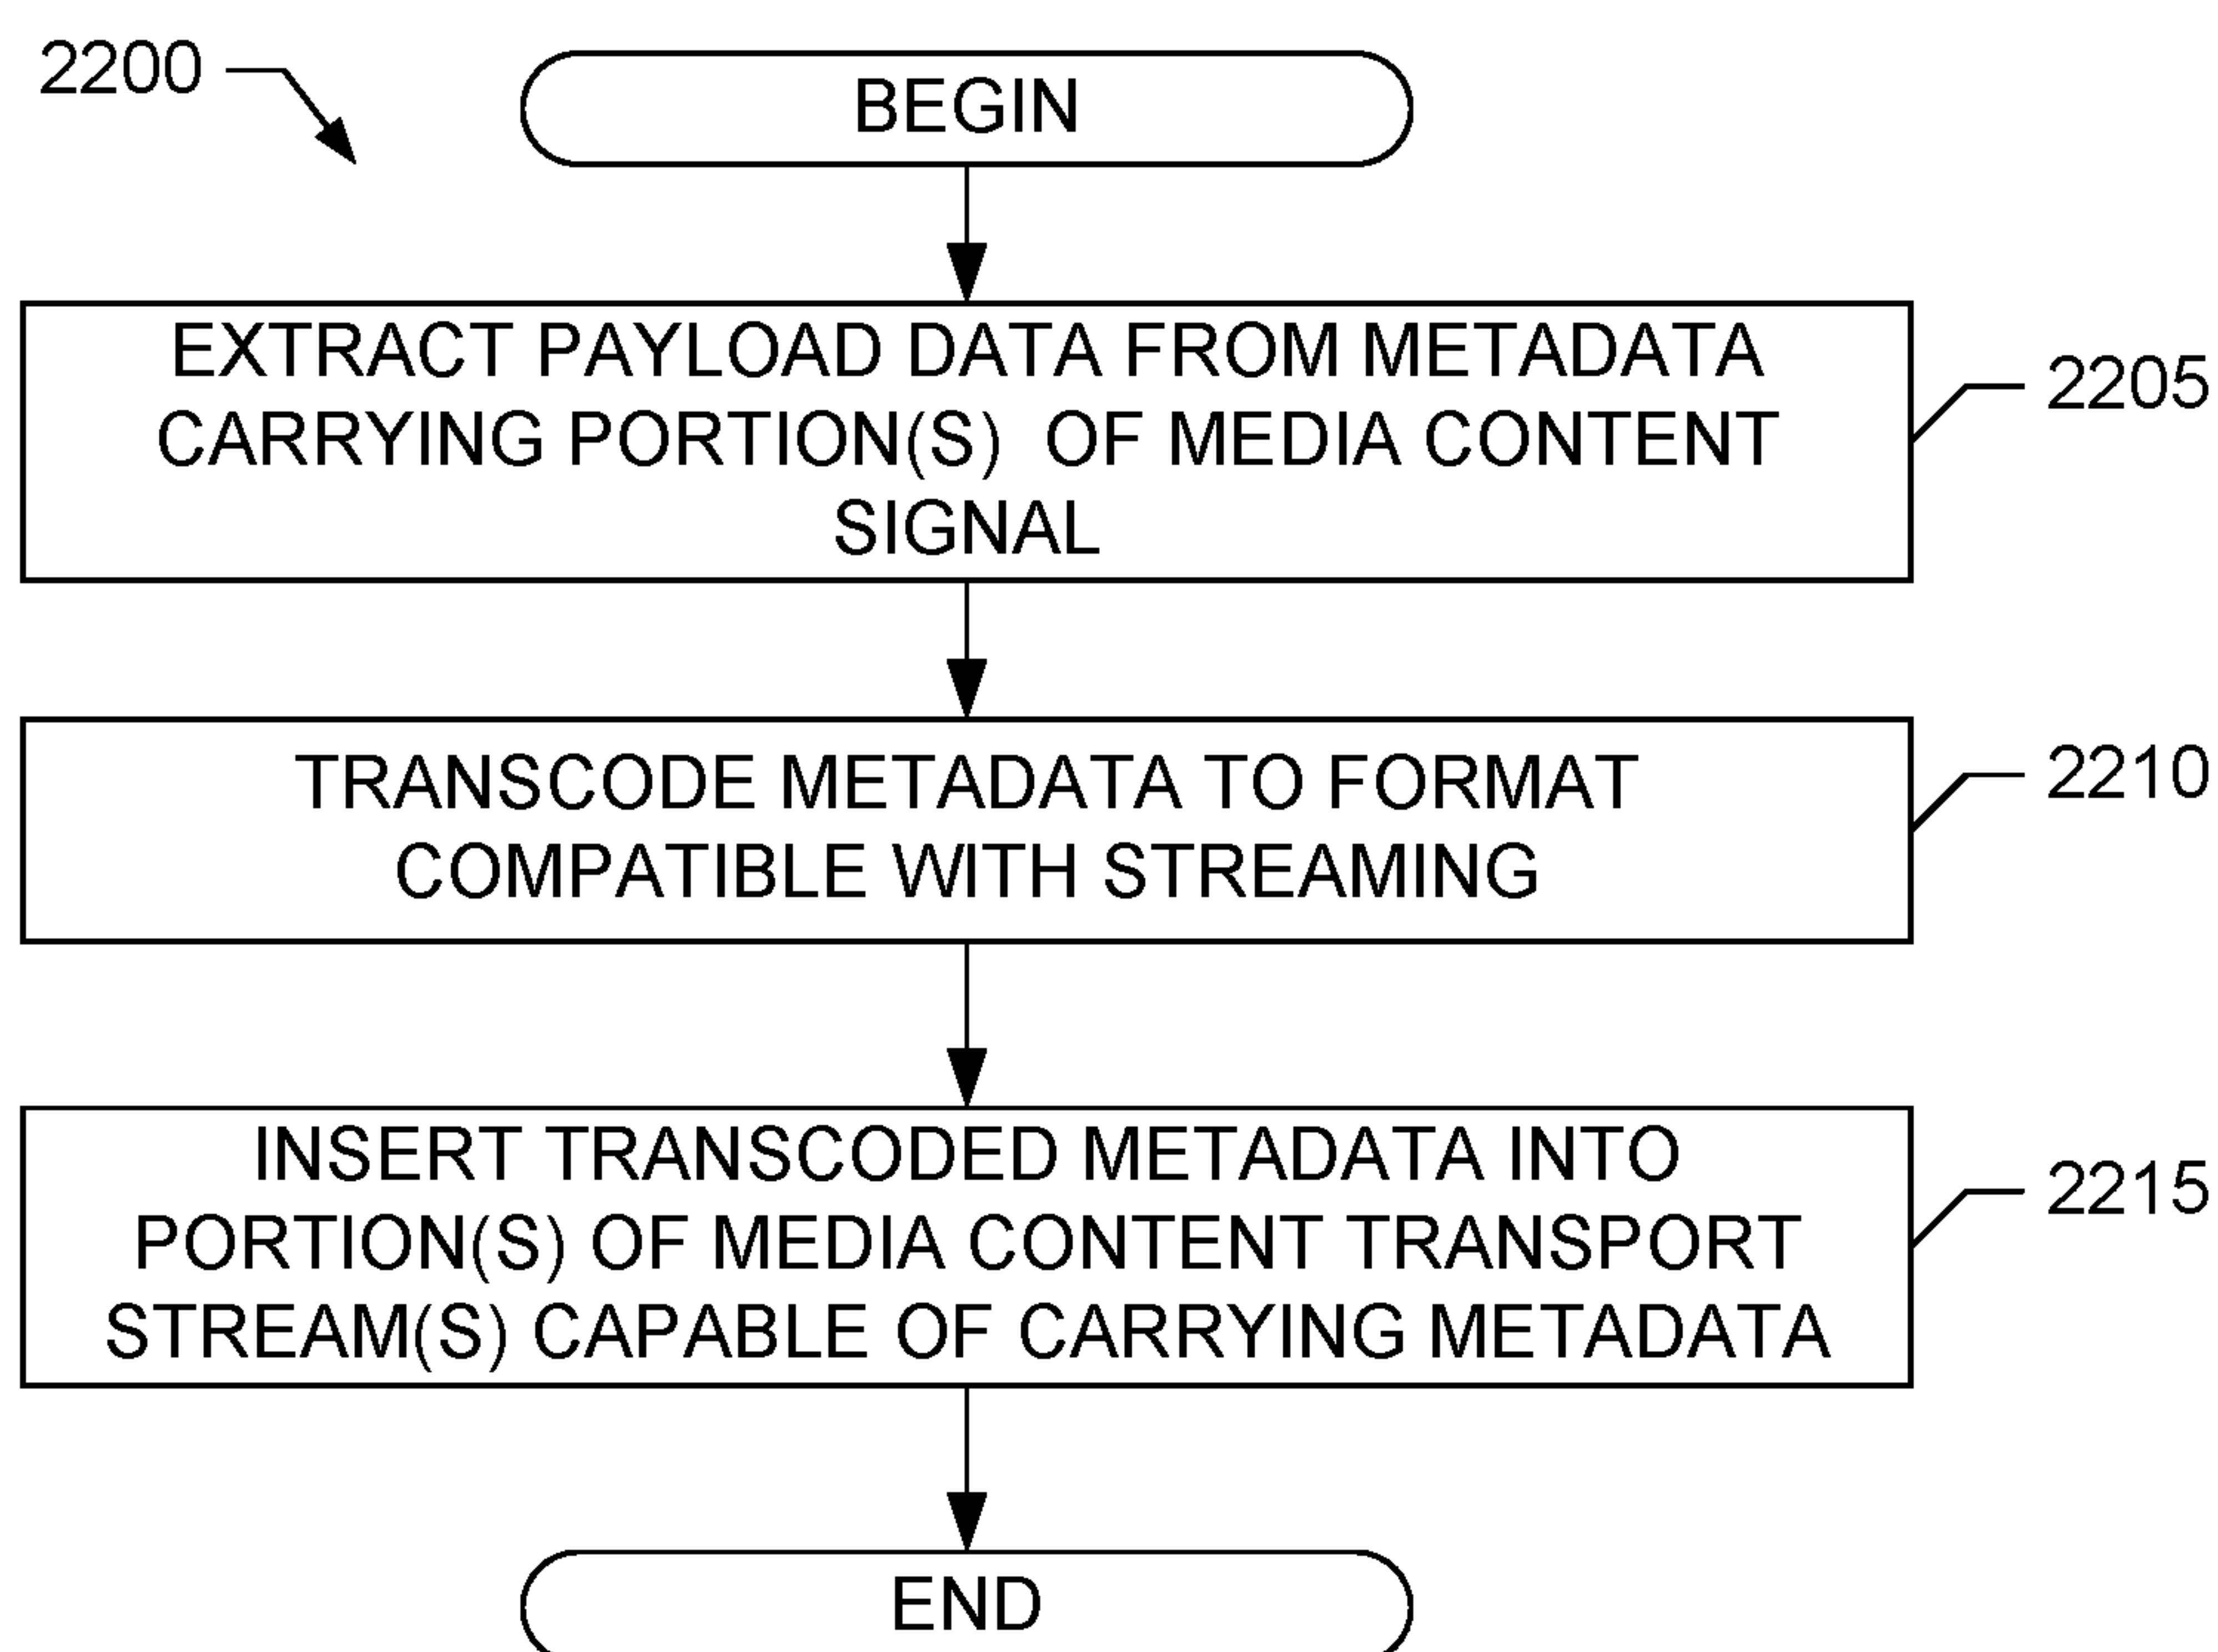 2200
BEGIN
EXTRACT PAYLOAD DATA FROM METADATA
CARRYING PORTION(S) OF MEDIA CONTENT
SIGNAL
2205
TRANSCODE METADATA TO FORMAT
COMPATIBLE WITH STREAMING
2210
INSERT TRANSCODED METADATA INTO
PORTION(S) OF MEDIA CONTENT TRANSPORT
STREAM(S) CAPABLE OF CARRYING METADATA
2215
END